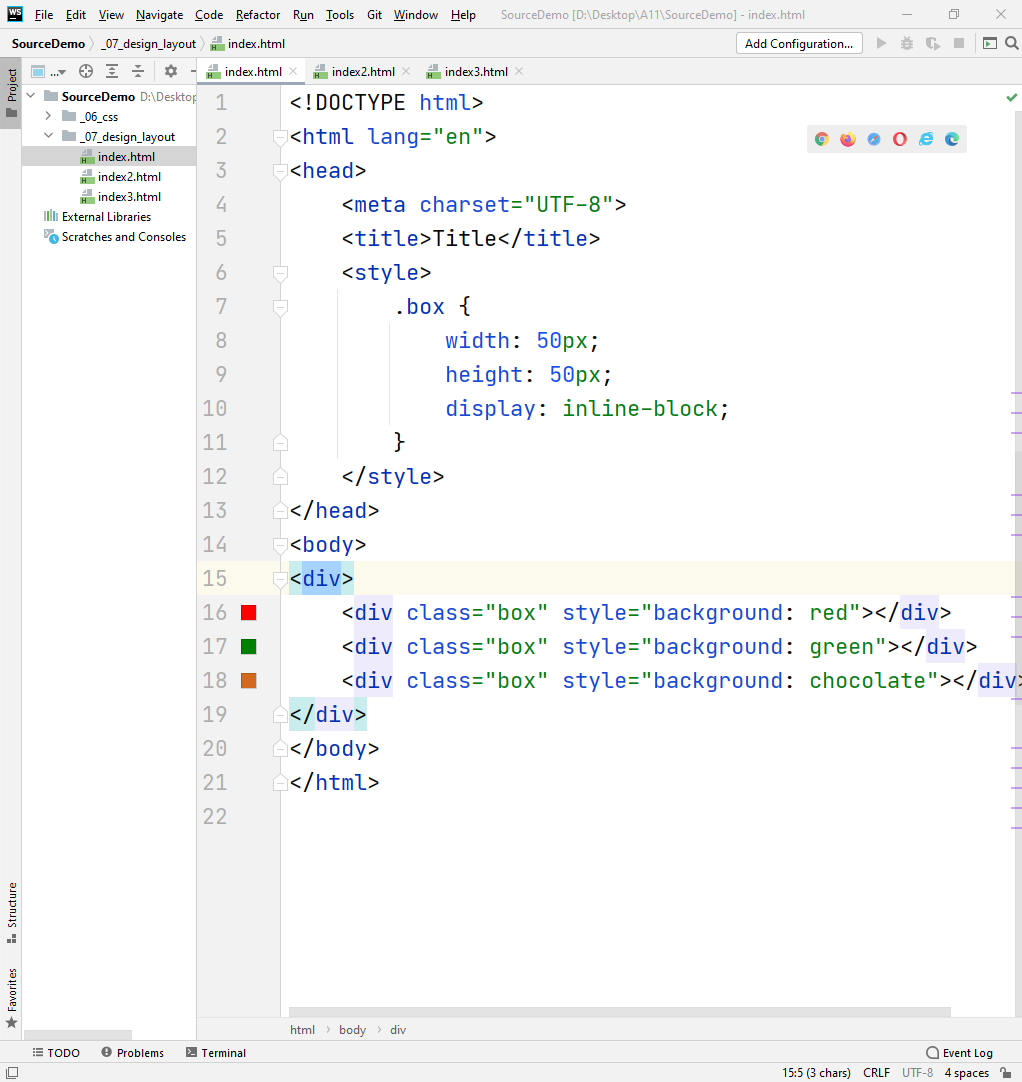 WS File Edit View Navigate Code Refactor Run Tools Git Window Help SourceDemo [D:\Desktop\A11\SourceDemo] - index.html
SourceDemo _07_design_layout index.html Add Configuration...
Project
... index.html index2.html index3.html
SourceDemo D:\Desktop
_06_css
_07_design_layout
index.html
index2.html
index3.html
External Libraries
Scratches and Consoles
1 <!DOCTYPE html>
2 <html lang="en">
3 <head>
4 <meta charset="UTF-8">
5 <title>Title</title>
6 <style>
7 .box {
8 width: 50px;
9 height: 50px;
10 display: inline-block;
11 }
12 </style>
13 </head>
14 <body>
15 <div>
16 <div class="box" style="background: red"></div>
17 <div class="box" style="background: green"></div>
18 <div class="box" style="background: chocolate"></div>
19 </div>
20 </body>
21 </html>
22
Structure
Favorites
html body div
TODO Problems Terminal Event Log
15:5 (3 chars) CRLF UTF-8 4 spaces